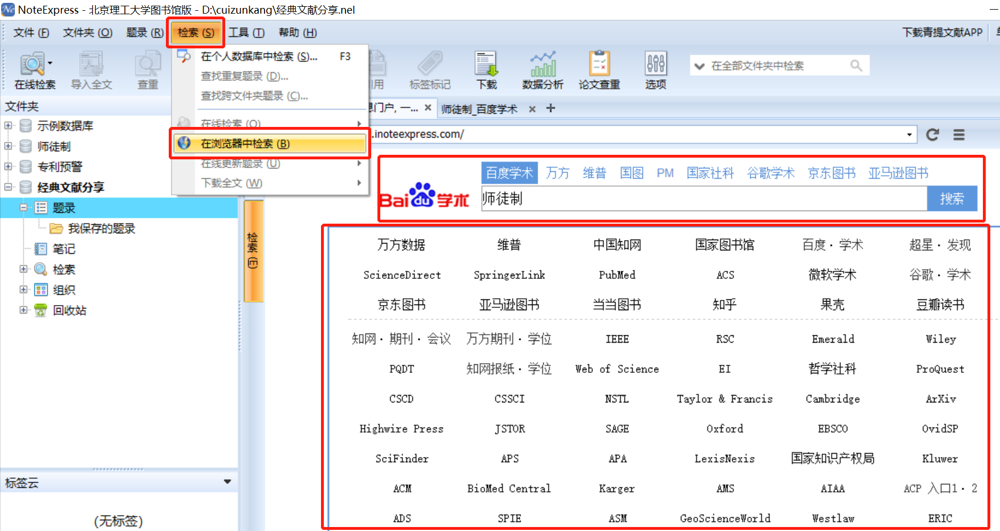 NoteExpress - 北京理工大学图书馆版 - D:\cuizunkang\经典文献分享.nel
文件 (F) 文件夹 (O) 题录 (R) 检索 (S) 工具 (T) 帮助 (H) 下载青提文献APP
在线检索 导入全文 查重 用 标签标记 下载 数据分析 论文查重 选项 在全部文件夹中检索
在个人数据库中检索 (S)... F3
查找重复题录 (D)...
查找跨文件夹题录 (C)...
在线检索 (O)
在浏览器中检索 (B)
在线更新题录 (U)
下载全文 (W)
文件夹
示例数据库
师徒制
专利预警
经典文献分享
题录
我保存的题录
笔记
检索
组织
回收站
标签云
(无标签)
检索 (E)
息门户, 一... 师徒制_百度学术
.inoteexpress.com/
百度学术 万方 维普 国图 PM 国家社科 谷歌学术 京东图书 亚马逊图书
Bai du 学术 师徒制 搜索
万方数据 维普 中国知网 国家图书馆 百度·学术 超星·发现
ScienceDirect SpringerLink PubMed ACS 微软学术 谷歌·学术
京东图书 亚马逊图书 当当图书 知乎 果壳 豆瓣读书
知网·期刊·会议 万方期刊·学位 IEEE RSC Emerald Wiley
PQDT 知网报纸·学位 Web of Science EI 哲学社科 ProQuest
CSCD CSSCI NSTL Taylor & Francis Cambridge ArXiv
Highwire Press JSTOR SAGE Oxford EBSCO OvidSP
SciFinder APS APA LexisNexis 国家知识产权局 Kluwer
ACM BioMed Central Karger AMS AIAA ACP 入口1·2
ADS SPIE ASM GeoScienceWorld Westlaw ERIC